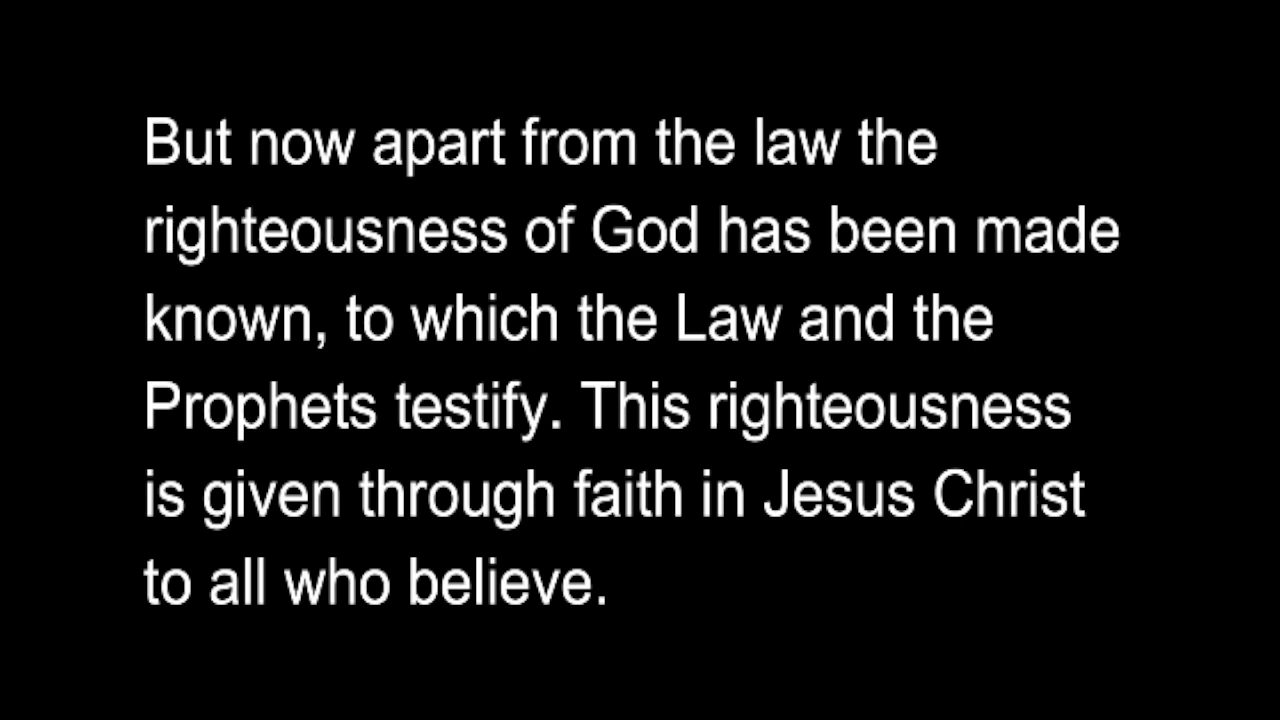 But now apart from the law the
righteousness of God has been made
known, to which the Law and the
Prophets testify. This righteousness
is given through faith in Jesus Christ
to all who believe.